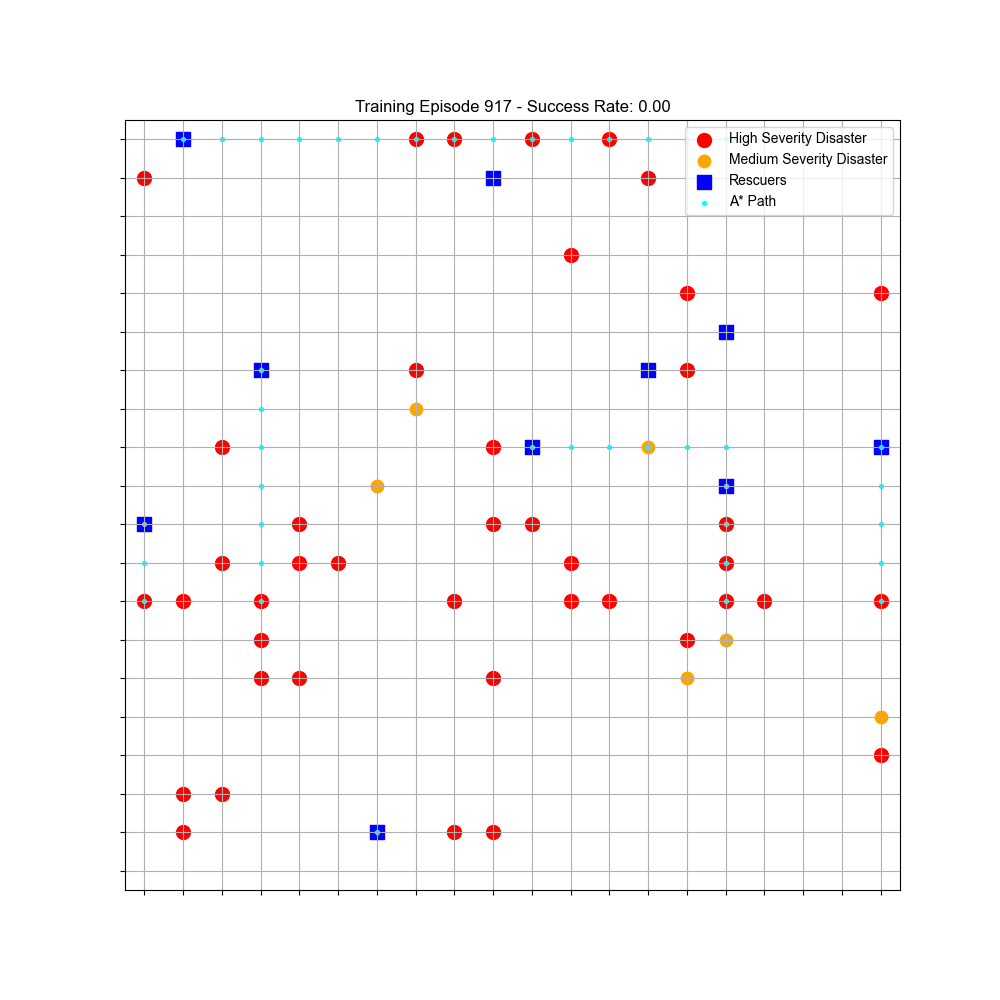 Training Episode 917 - Success Rate: 0.00
High Severity Disaster
Medium Severity Disaster
Rescuers
A* Path